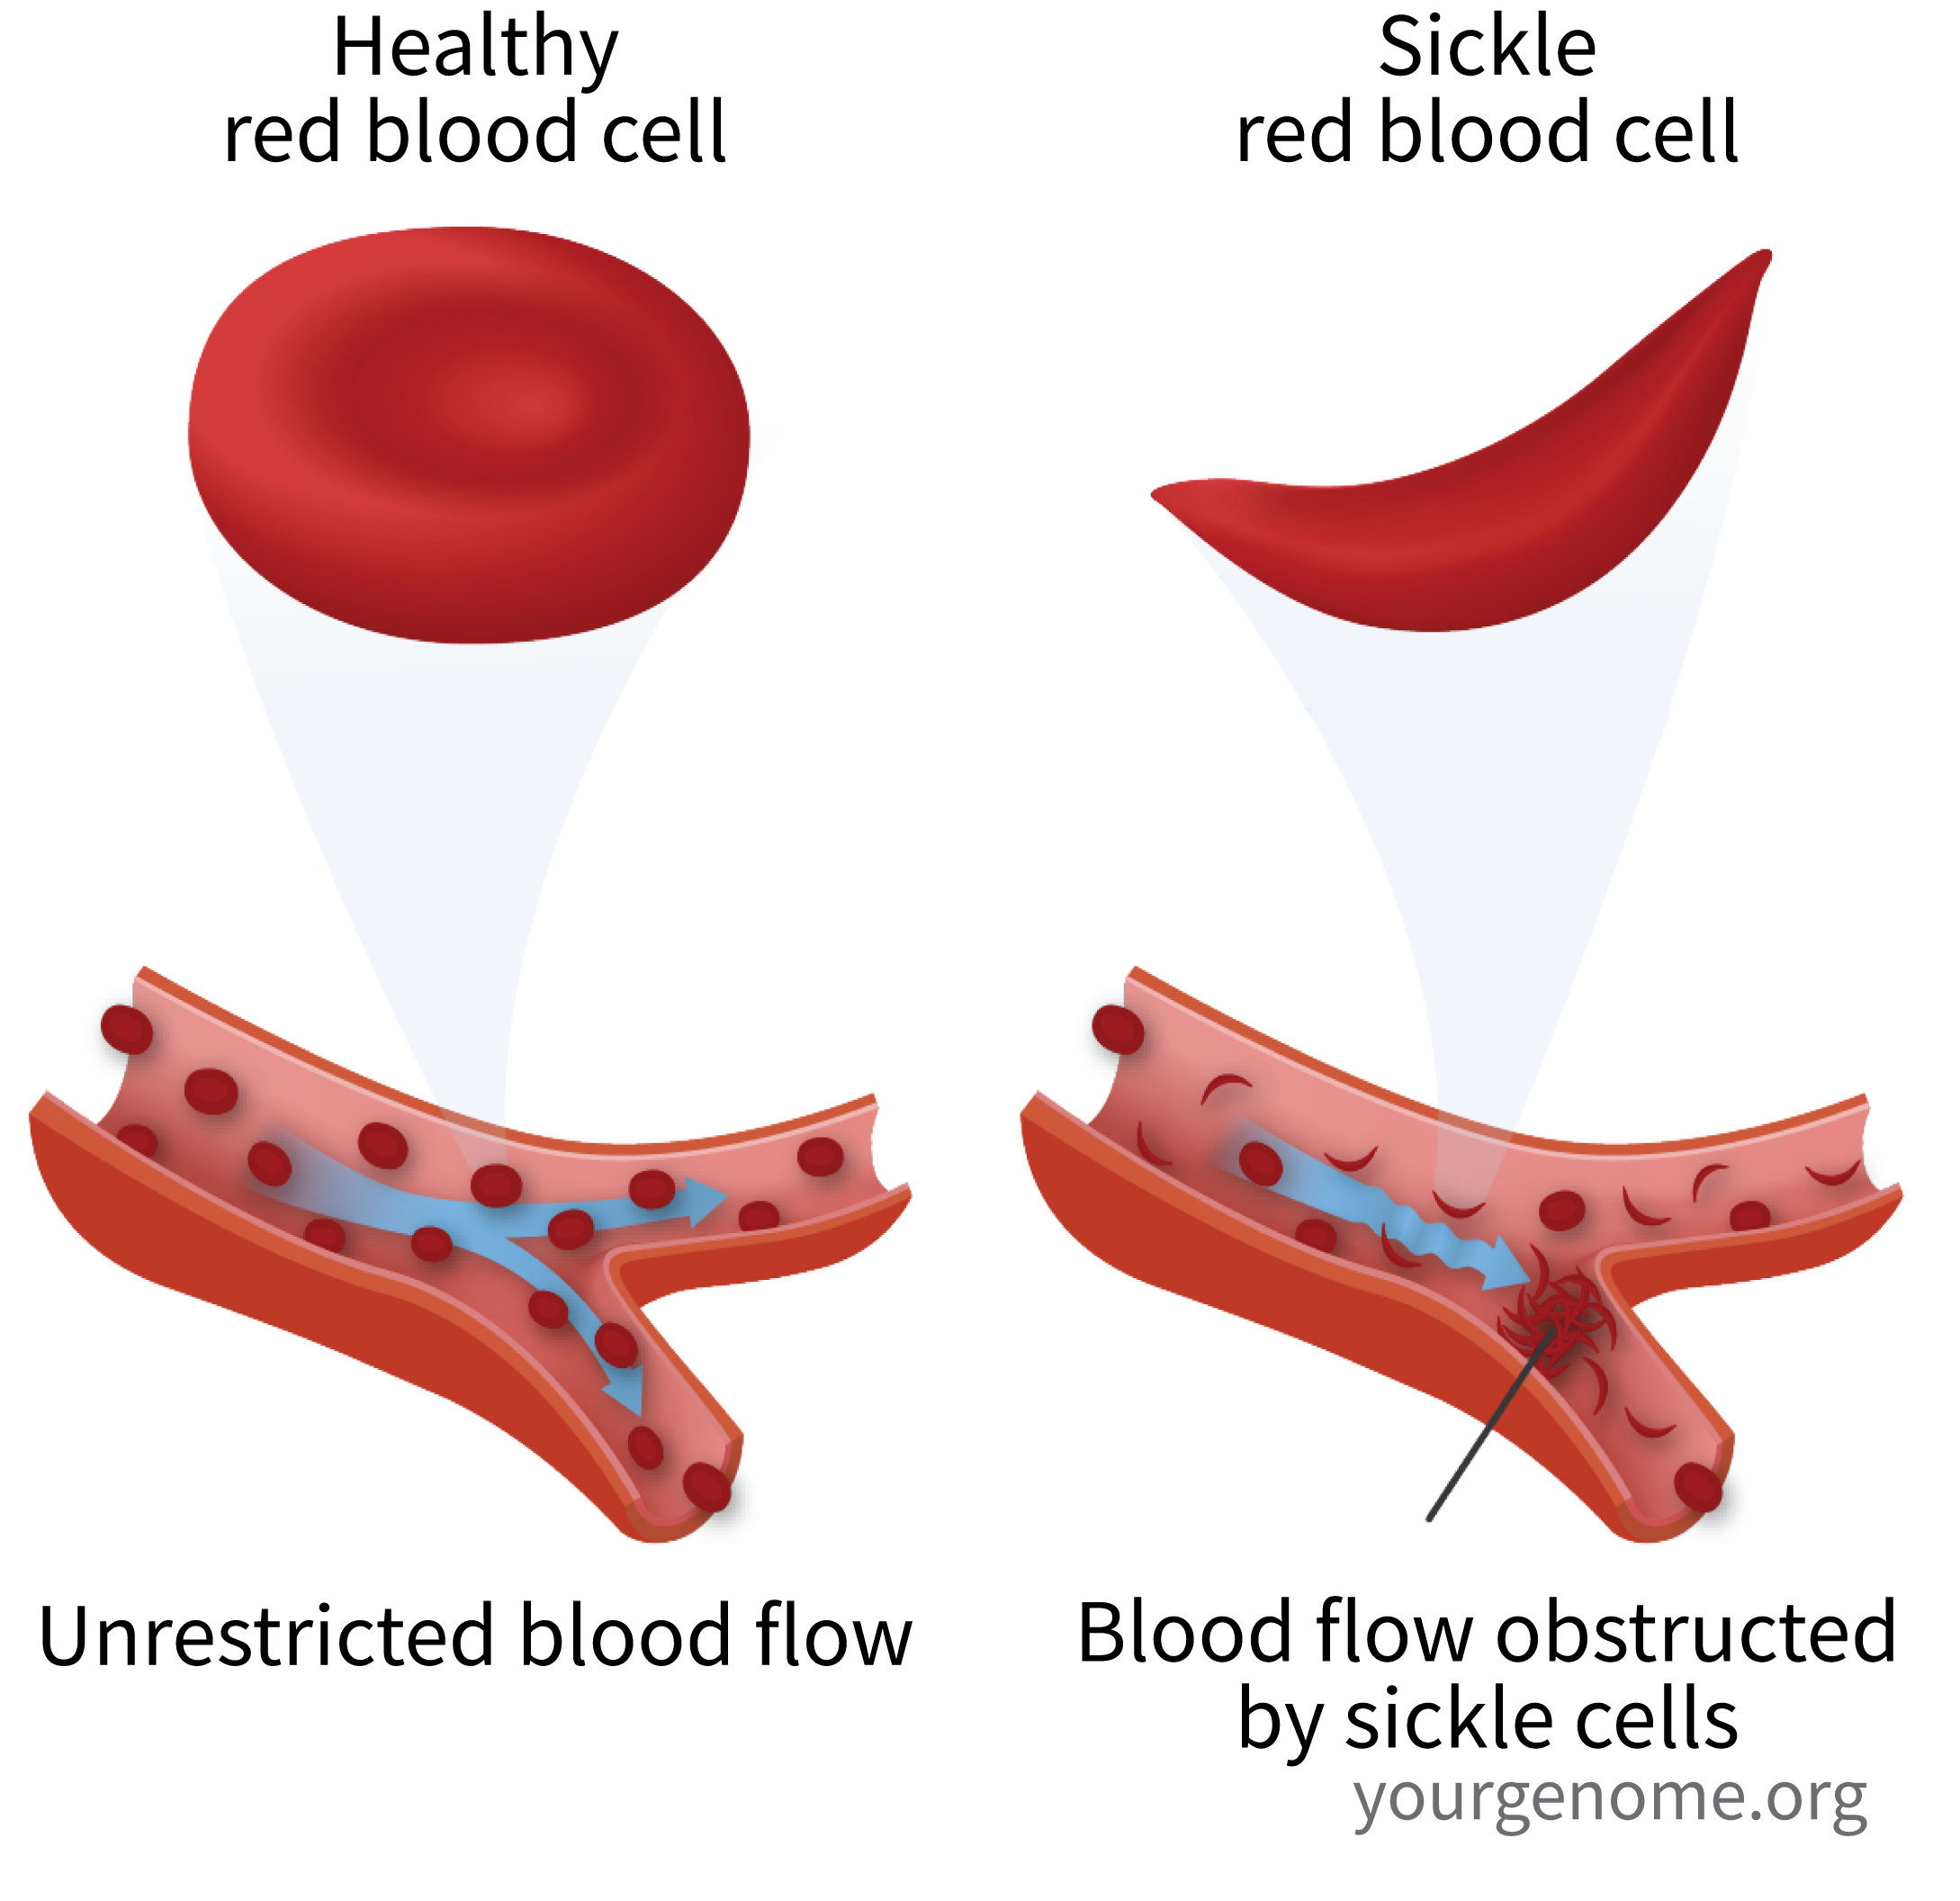 Healthy
red blood cell
Sickle
red blood cell
Unrestricted blood flow
Blood flow obstructed
by sickle cells
yourgenome.org